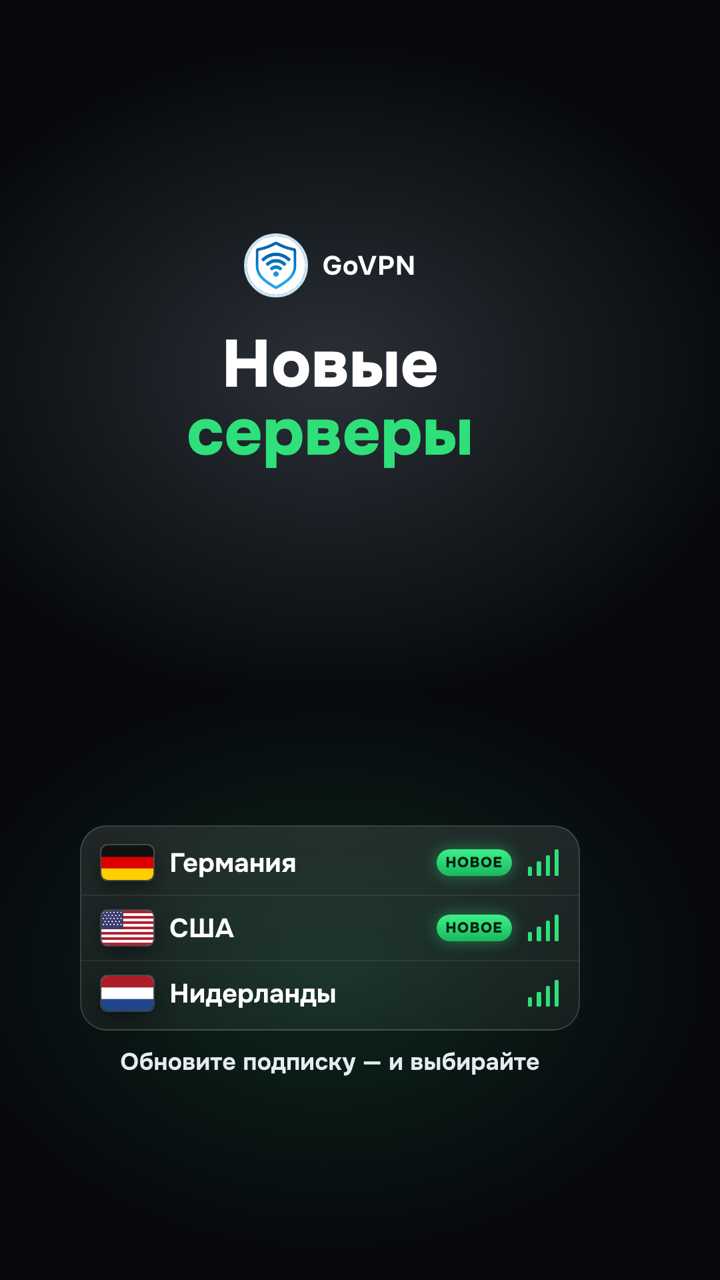 GoVPN
Новые
серверы
Германия НОВОЕ
США НОВОЕ
Нидерланды
Обновите подписку — и выбирайте